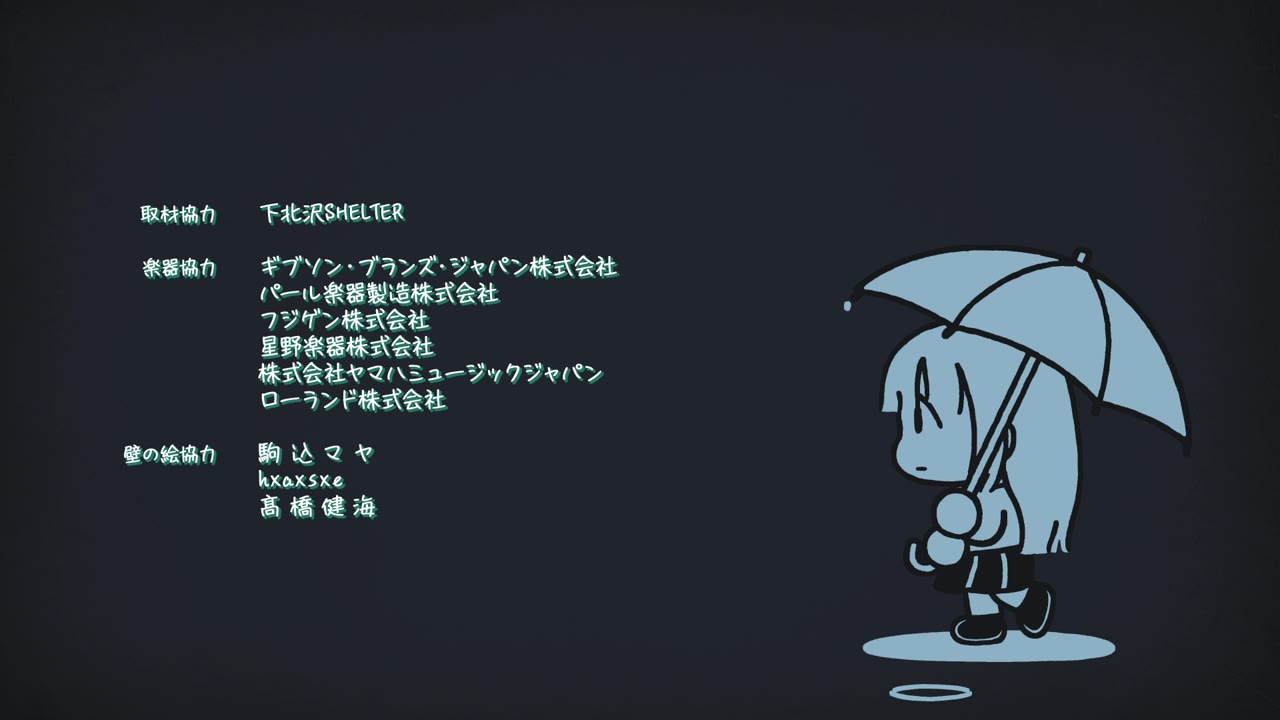 取材協力 下北沢SHELTER
楽器協力 ギブソン・ブランズ・ジャパン株式会社
パール楽器製造株式会社
フジゲン株式会社
星野楽器株式会社
株式会社ヤマハミュージックジャパン
ローランド株式会社
壁の絵協力 駒込マヤ
hxaxsxe
髙橋健海